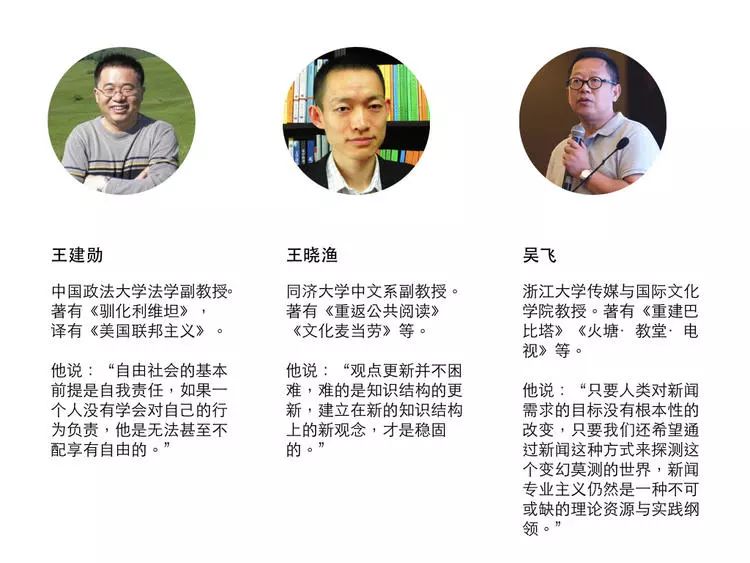 王建勋
中国政法大学法学副教授。
著有《驯化利维坦》，
译有《美国联邦主义》。
他说：“自由社会的基本
前提是自我责任，如果一
个人没有学会对自己的行
为负责，他是无法甚至不
配享有自由的。”
王晓渔
同济大学中文系副教授。
著有《重返公共阅读》
《文化麦当劳》等。
他说：“观点更新并不困
难，难的是知识结构的更
新，建立在新的知识结构
上的新观念，才是稳固
的。”
吴飞
浙江大学传媒与国际文化
学院教授。著有《重建巴
比塔》《火塘·教堂·电
视》等。
他说：“只要人类对新闻
需求的目标没有根本性的
改变，只要我们还希望通
过新闻这种方式来探测这
个变幻莫测的世界，新闻
专业主义仍然是一种不可
或缺的理论资源与实践纲
领。”